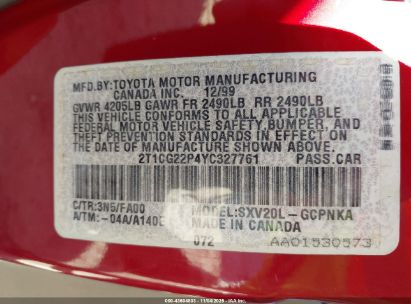 MFD.BY:TOYOTA MOTOR MANUFACTURING
CANADA INC. 12/99
GVWR 4205LB GAWR FR 2490LB RR 2490LB
THIS VEHICLE CONFORMS TO ALL APPLICABLE
FEDERAL MOTOR VEHICLE SAFETY, BUMPER, AND
THEFT PREVENTION STANDARDS IN EFFECT ON
THE DATE OF MANUFACTURE SHOWN ABOVE.
2T1CG22P4YC327761 PASS.CAR
C/TR:3N5/FA00 MODEL:SXV20L-GCPNKA
A/TM:-04A/A140E MADE IN CANADA
072 AA01530573